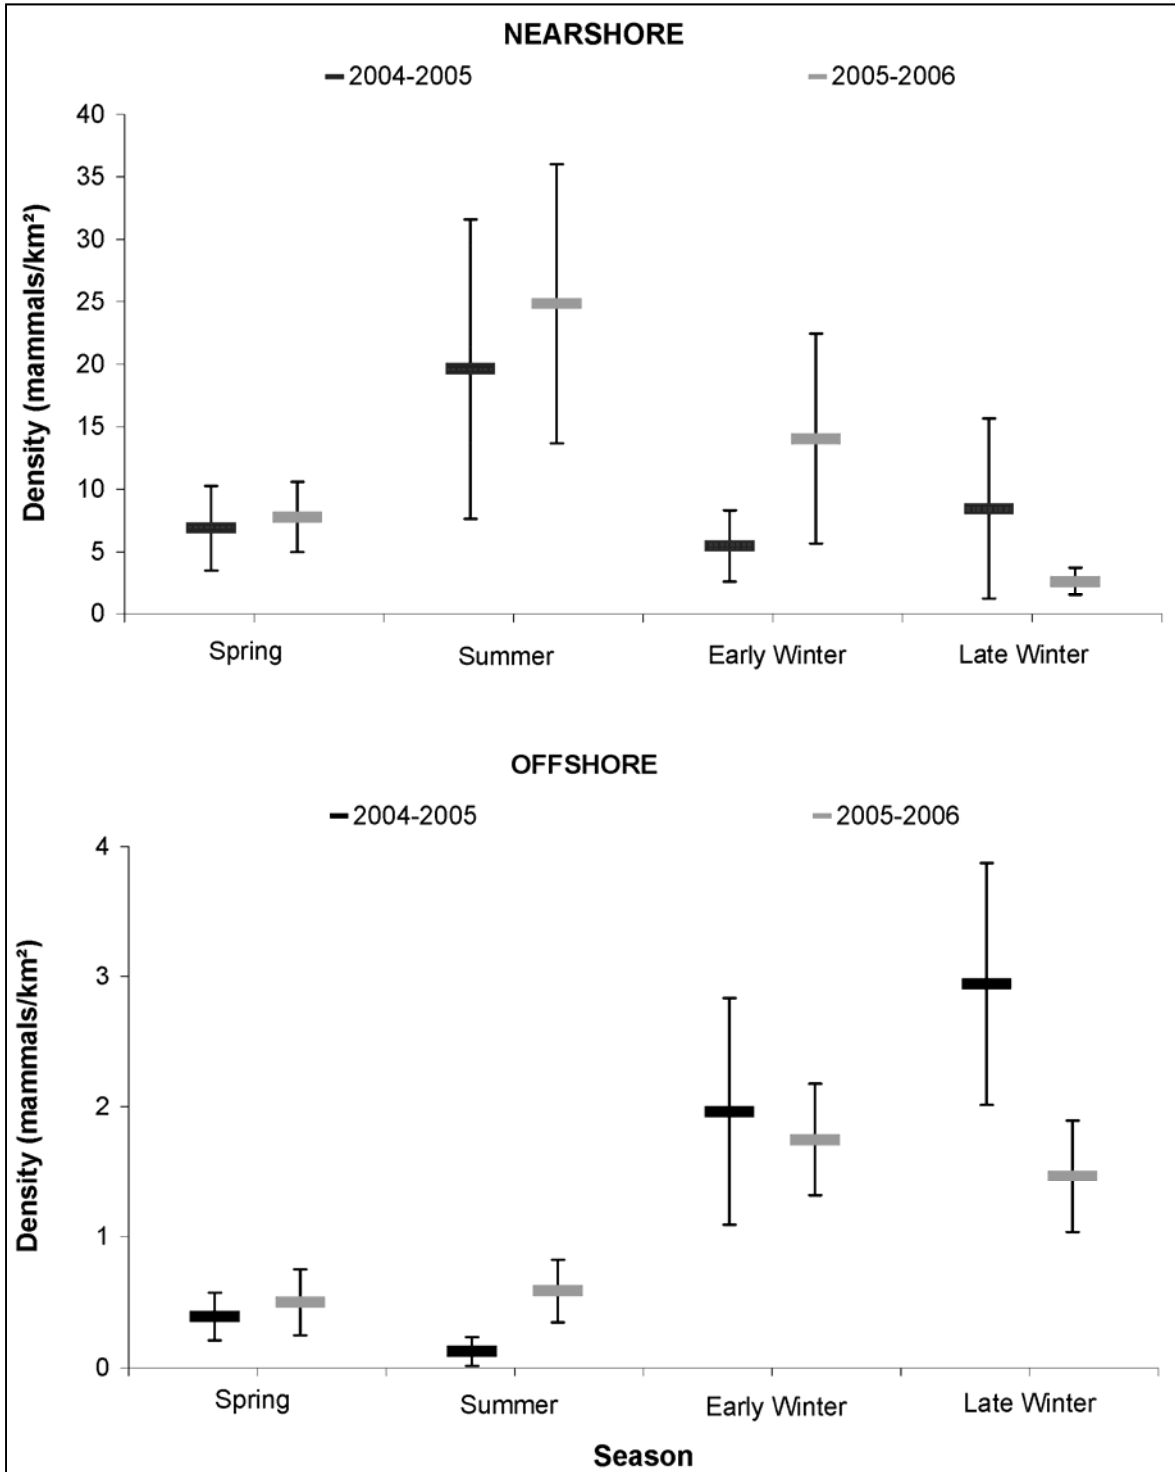 NEARSHORE
2004-2005 2005-2006
40
35
30
25
20
15
10
5
0
Density (mammals/km²)
Spring Summer Early Winter Late Winter
OFFSHORE
2004-2005 2005-2006
4
3
2
1
0
Density (mammals/km²)
Spring Summer Early Winter Late Winter
Season